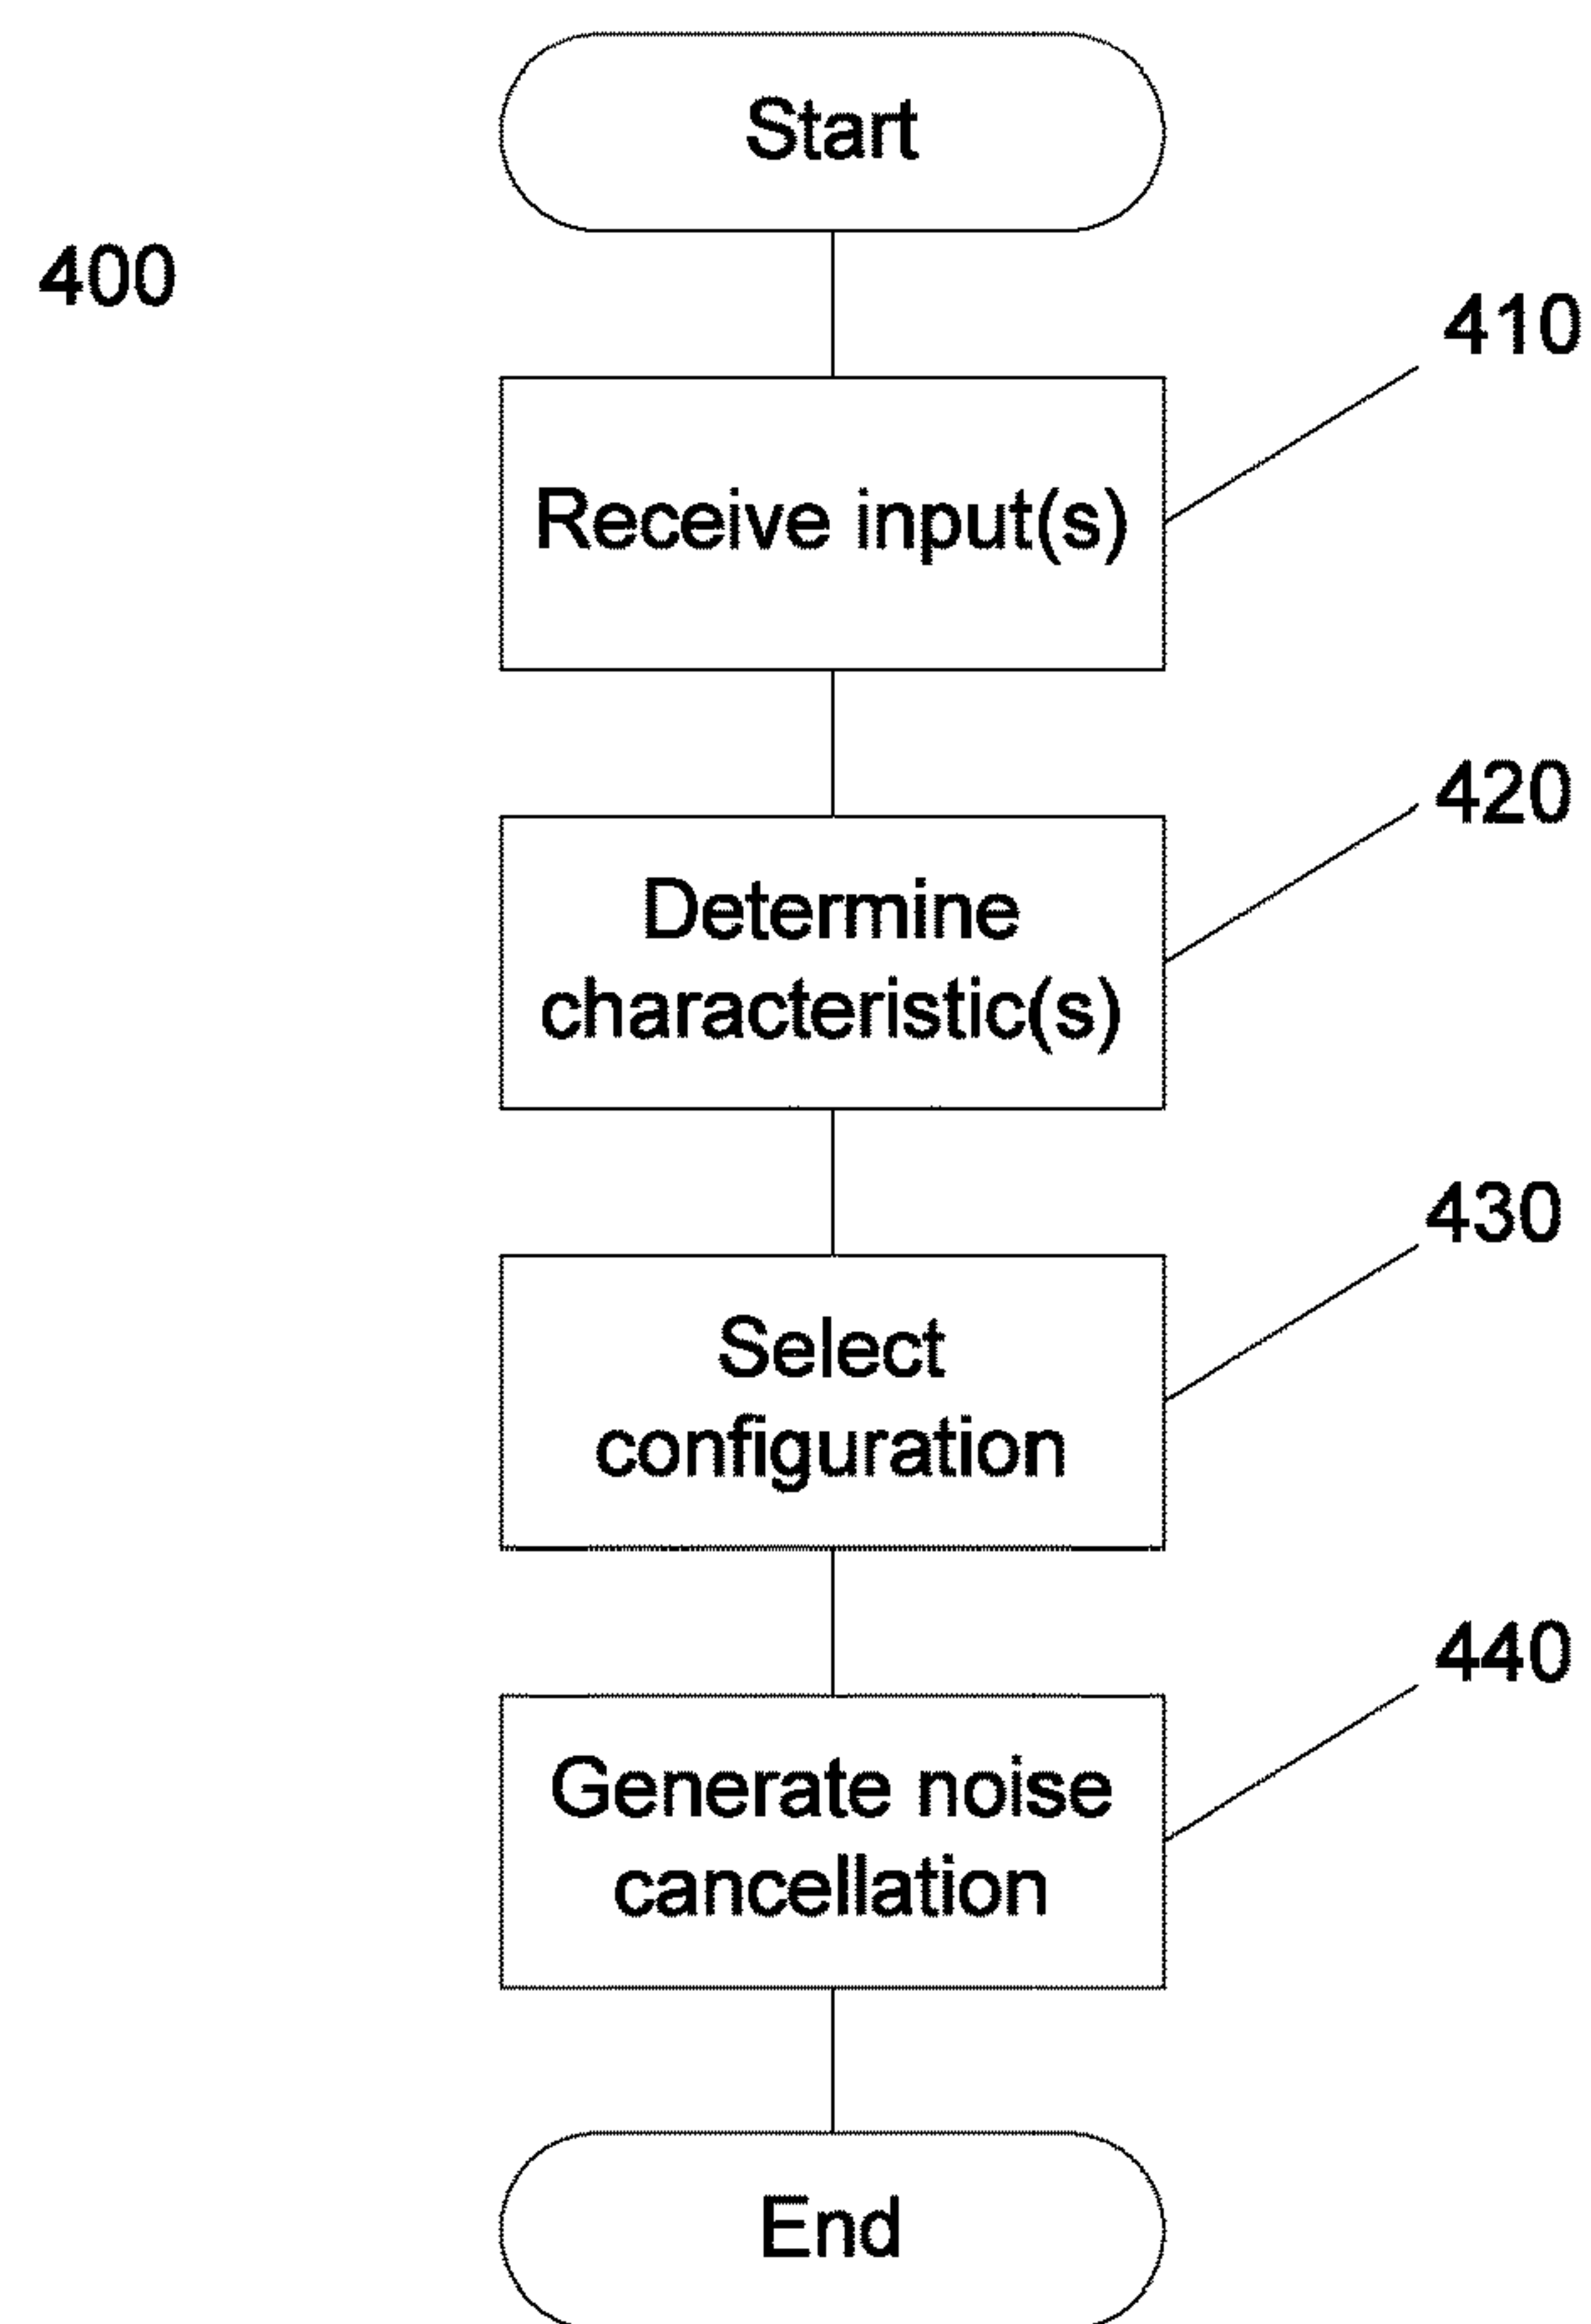 Start
400
410
Receive input(s)
420
Determine
characteristic(s)
430
Select
configuration
440
Generate noise
cancellation
End